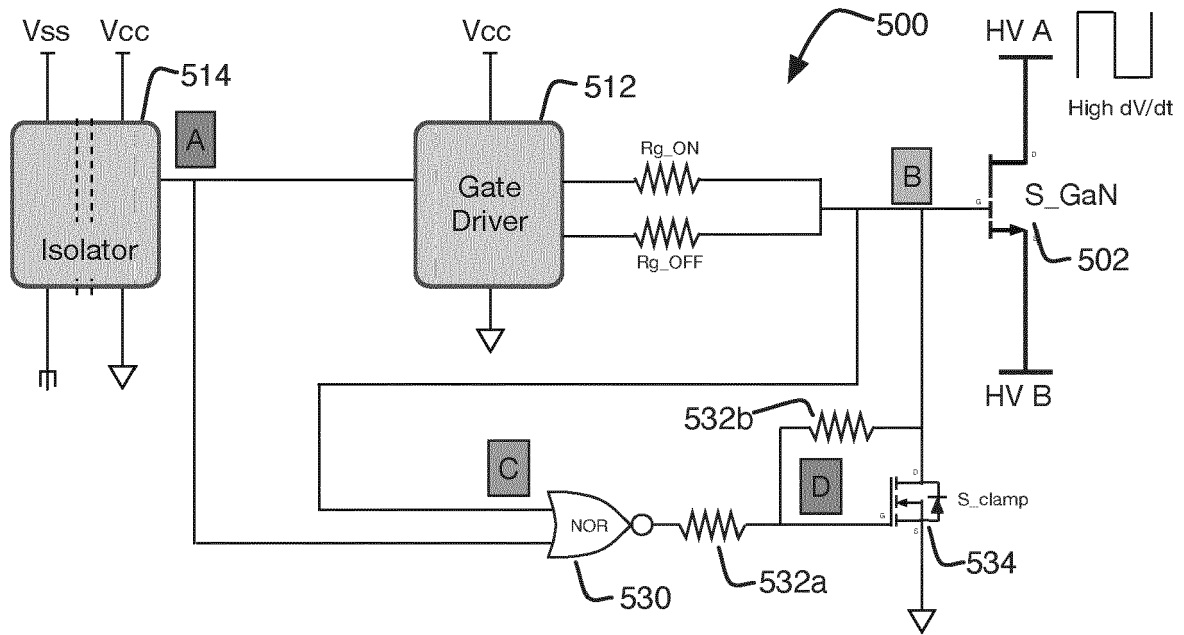 Vss
Vcc
514
Isolator
A
Vcc
512
Gate
Driver
Rg_ON
Rg_OFF
500
B
HV A
High dV/dt
D
G
S
S_GaN
502
HV B
532b
C
D
NOR
530
532a
D
G
S
S_clamp
534